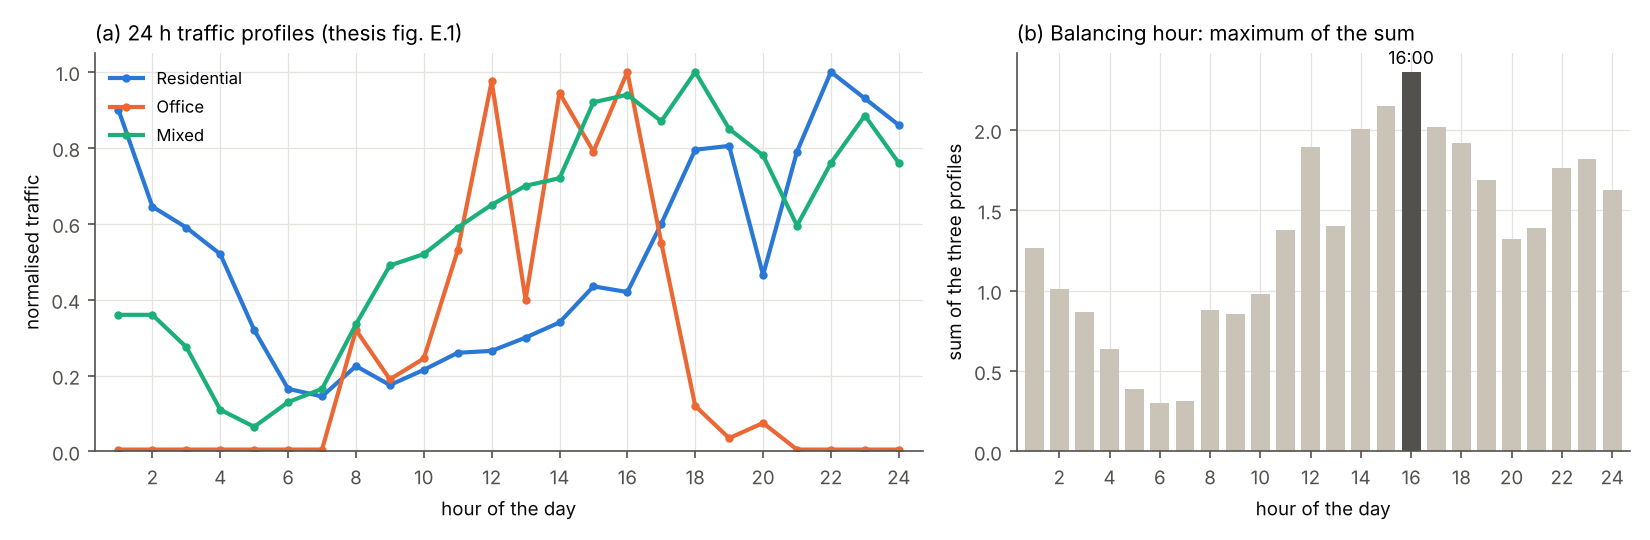 (a) 24 h traffic profiles (thesis fig. E.1)
Residential
Office
Mixed
normalised traffic
1.0
0.8
0.6
0.4
0.2
0.0
2 4 6 8 10 12 14 16 18 20 22 24
hour of the day
(b) Balancing hour: maximum of the sum
16:00
sum of the three profiles
2.0
1.5
1.0
0.5
0.0
2 4 6 8 10 12 14 16 18 20 22 24
hour of the day